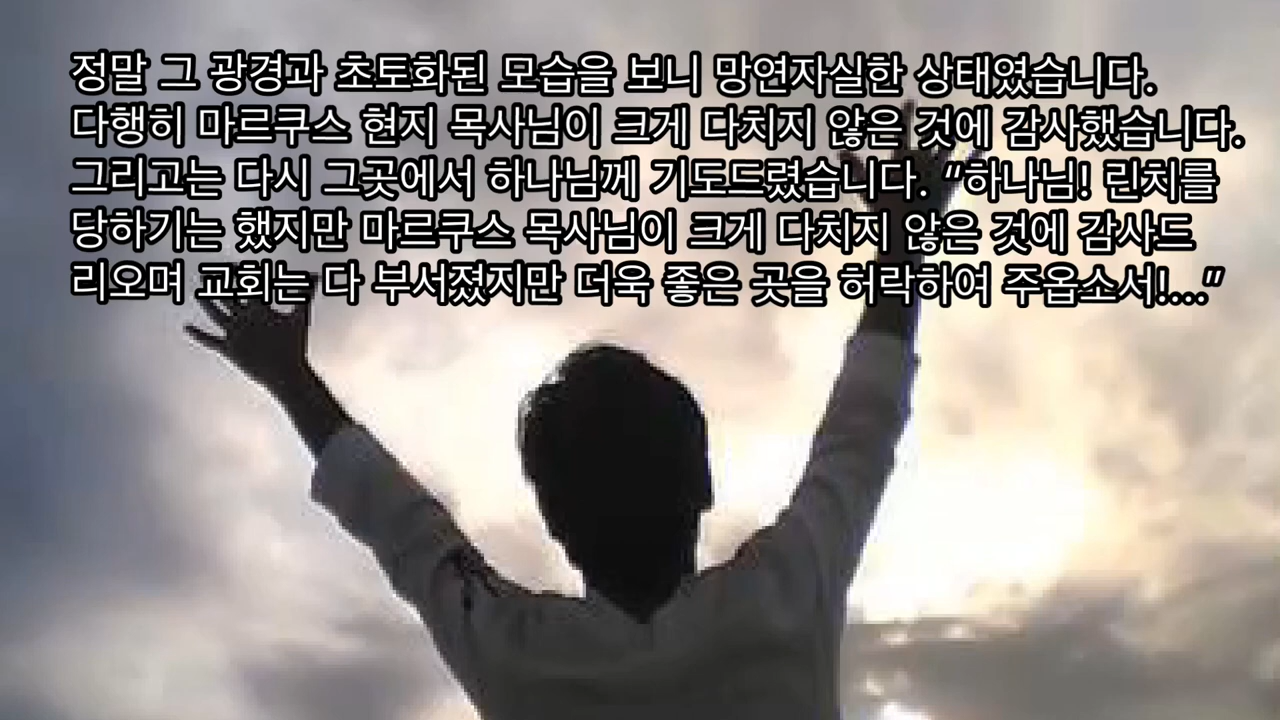 정말 그 광경과 초토화된 모습을 보니 망연자실한 상태였습니다.
다행히 마르쿠스 현지 목사님이 크게 다치지 않은 것에 감사했습니다.
그리고는 다시 그곳에서 하나님께 기도드렸습니다. “하나님! 린치를
당하기는 했지만 마르쿠스 목사님이 크게 다치지 않은 것에 감사드
리오며 교회는 다 부서졌지만 더욱 좋은 곳을 허락하여 주옵소서!...”